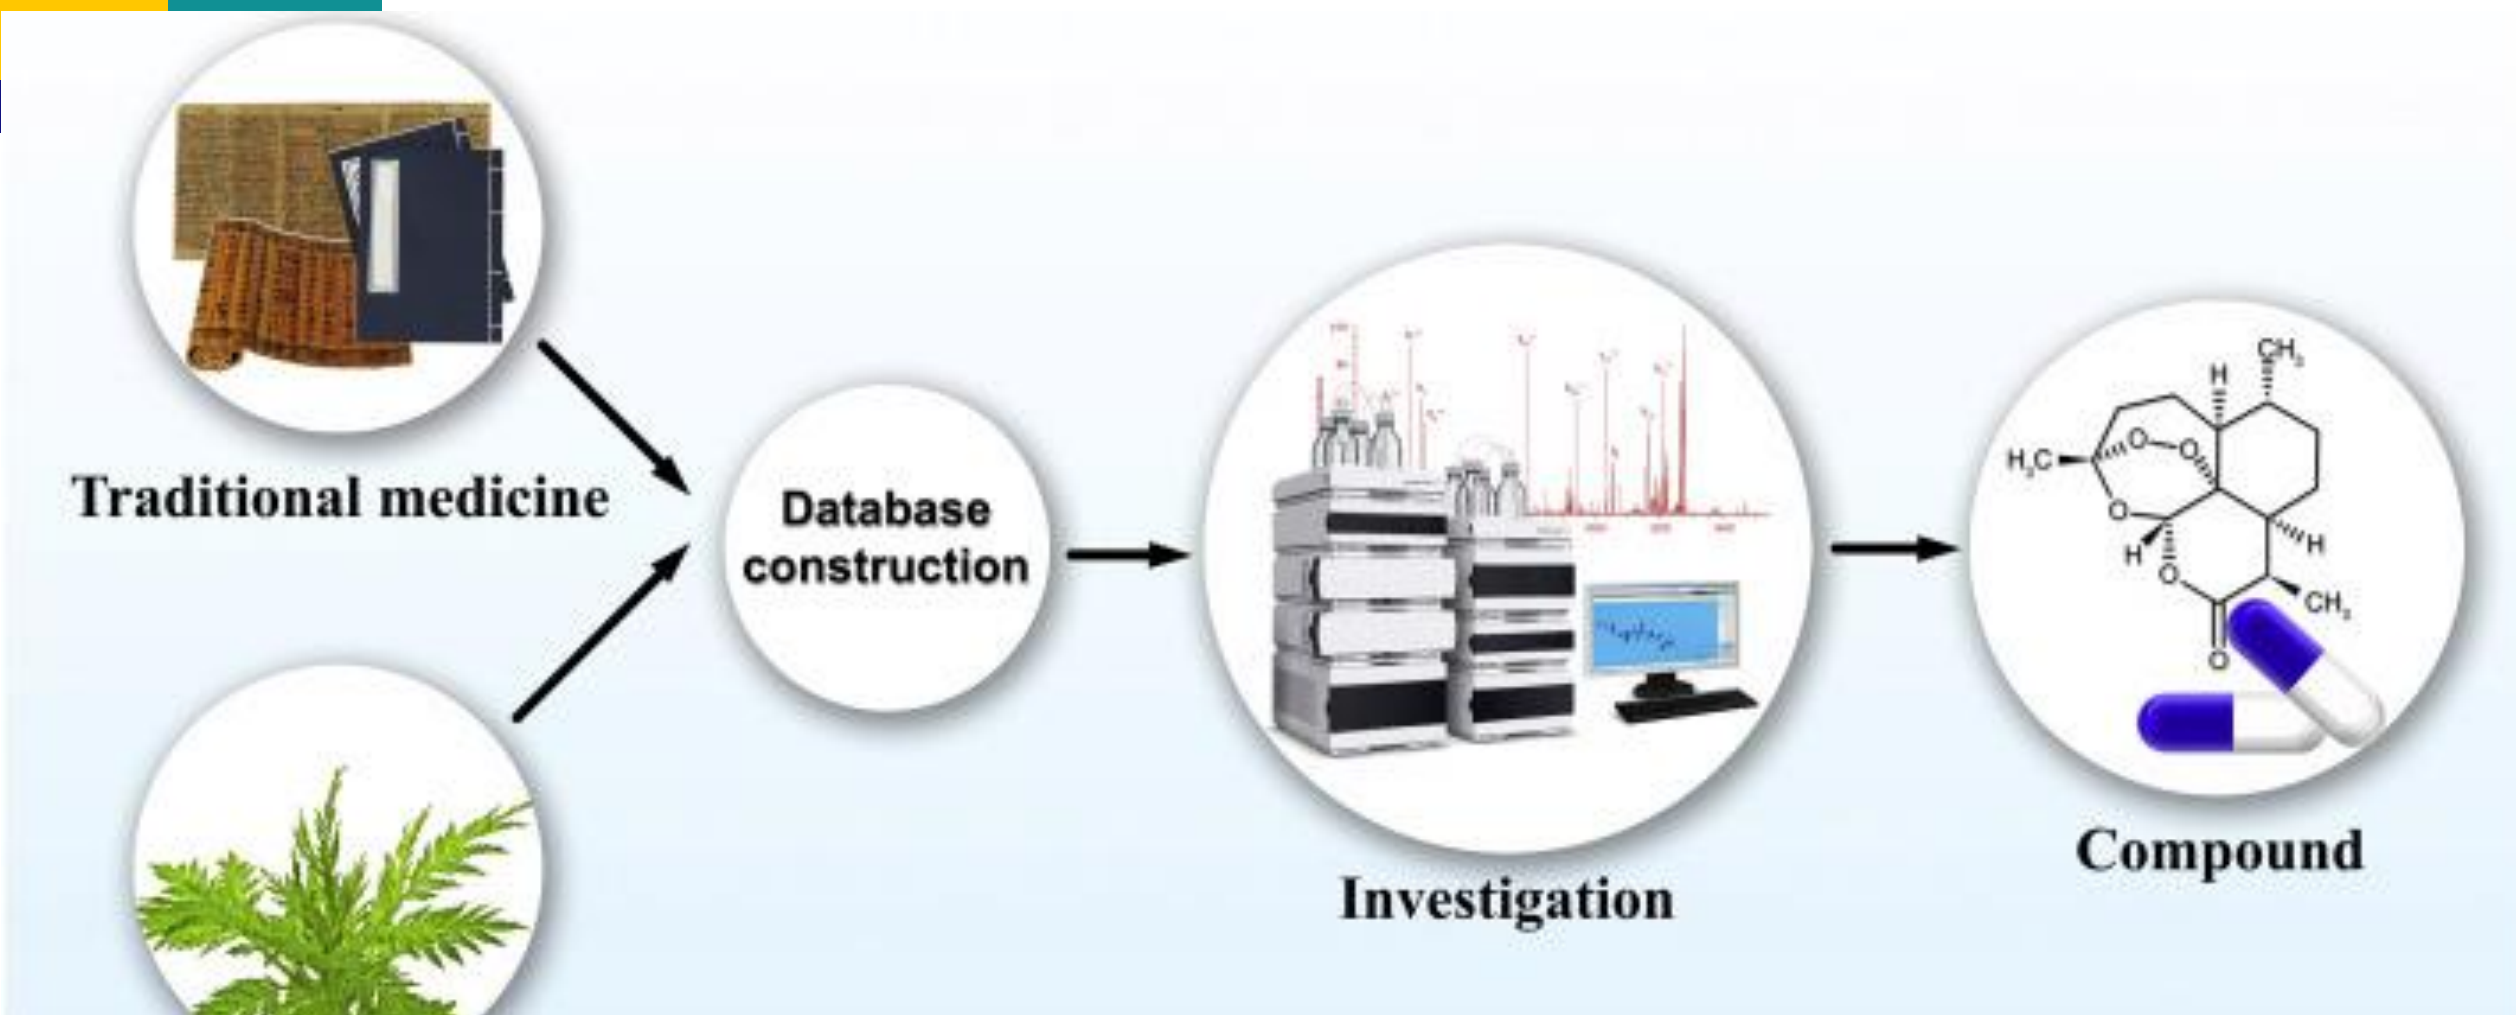 Traditional medicine
Database
construction
Investigation
Compound
CH₃
H
H₃C
O
O
O
H
O
H
CH₃
O